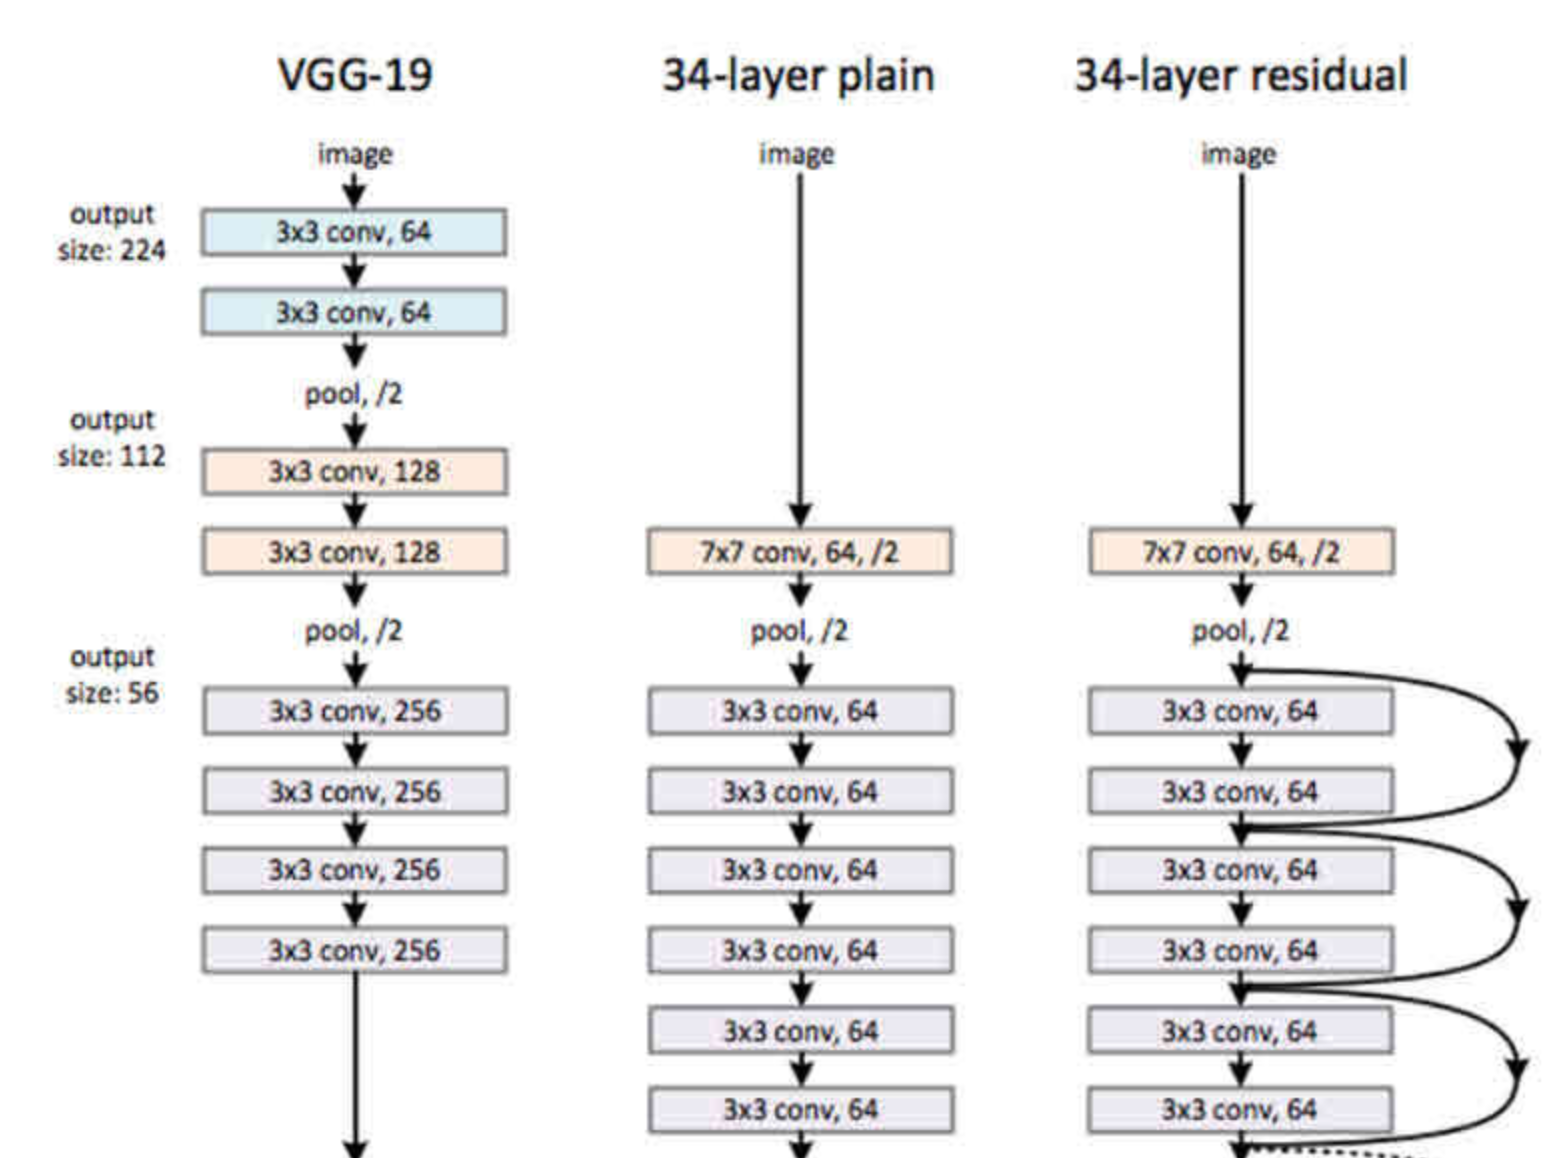 VGG-19
34-layer plain
34-layer residual
image
image
image
output
size: 224
3x3 conv, 64
3x3 conv, 64
pool, /2
output
size: 112
3x3 conv, 128
3x3 conv, 128
7x7 conv, 64, /2
7x7 conv, 64, /2
pool, /2
pool, /2
pool, /2
output
size: 56
3x3 conv, 256
3x3 conv, 64
3x3 conv, 64
3x3 conv, 256
3x3 conv, 64
3x3 conv, 64
3x3 conv, 256
3x3 conv, 64
3x3 conv, 64
3x3 conv, 256
3x3 conv, 64
3x3 conv, 64
3x3 conv, 64
3x3 conv, 64
3x3 conv, 64
3x3 conv, 64